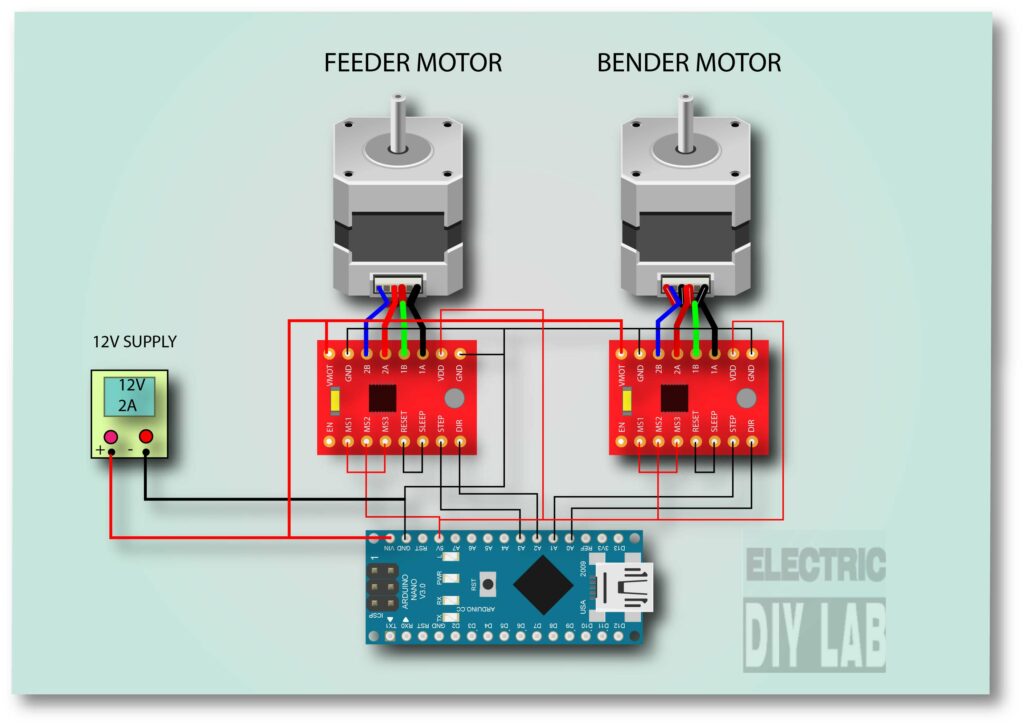 FEEDER MOTOR
BENDER MOTOR
12V SUPPLY
12V
2A
+ -
VMOT GND 2B 2A 1B 1A VDD GND
EN MS1 MS2 MS3 RESET SLEEP STEP DIR
VMOT GND 2B 2A 1B 1A VDD GND
EN MS1 MS2 MS3 RESET SLEEP STEP DIR
VIN GND RST 5V A7 A6 A5 A4 A3 A2 A1 A0 REF 3V3 D13
1
ICSP
ARDUINO
NANO
V3.0
L
PWR
RX
TX
RST
ARDUINO.CC
2009
USA
TX1 RX0 RST GND D2 D3 D4 D5 D6 D7 D8 D9 D10 D11 D12
ELECTRIC
DIY LAB